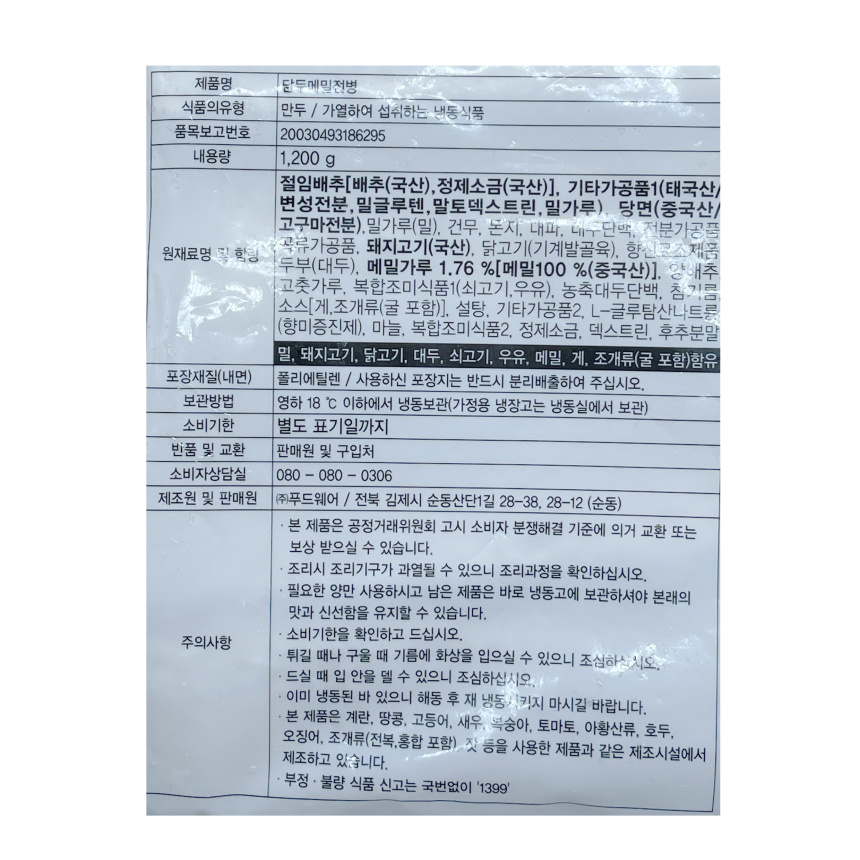 제품명 담두메밀전병
식품의유형 만두 / 가열하여 섭취하는 냉동식품
품목보고번호 20030493186295
내용량 1,200 g
원재료명 및 함량
절임배추[배추(국산),정제소금(국산)], 기타가공품1(태국산/
변성전분,밀글루텐,말토덱스트린,밀가루), 당면(중국산/
고구마전분),밀가루(밀), 건무, 돈지, 대파, 대두단백, 전분가공품
곡류가공품, 돼지고기(국산), 닭고기(기계발골육), 향신료조제품
두부(대두), 메밀가루 1.76 %[메밀100 %(중국산)], 양배추
고춧가루, 복합조미식품1(쇠고기,우유), 농축대두단백, 참기름
소스[게,조개류(굴 포함)], 설탕, 기타가공품2, L-글루탐산나트륨
(향미증진제), 마늘, 복합조미식품2, 정제소금, 덱스트린, 후추분말
밀, 돼지고기, 닭고기, 대두, 쇠고기, 우유, 메밀, 게, 조개류(굴 포함)함유
포장재질(내면) 폴리에틸렌 / 사용하신 포장지는 반드시 분리배출하여 주십시오.
보관방법 영하 18 ℃ 이하에서 냉동보관(가정용 냉장고는 냉동실에서 보관)
소비기한 별도 표기일까지
반품 및 교환 판매원 및 구입처
소비자상담실 080 - 080 - 0306
제조원 및 판매원 ㈜푸드웨어 / 전북 김제시 순동산단1길 28-38, 28-12 (순동)
주의사항
· 본 제품은 공정거래위원회 고시 소비자 분쟁해결 기준에 의거 교환 또는
보상 받으실 수 있습니다.
· 조리시 조리기구가 과열될 수 있으니 조리과정을 확인하십시오.
· 필요한 양만 사용하시고 남은 제품은 바로 냉동고에 보관하셔야 본래의
맛과 신선함을 유지할 수 있습니다.
· 소비기한을 확인하고 드십시오.
· 튀길 때나 구울 때 기름에 화상을 입으실 수 있으니 조심하십시오.
· 드실 때 입 안을 델 수 있으니 조심하십시오.
· 이미 냉동된 바 있으니 해동 후 재 냉동시키지 마시길 바랍니다.
· 본 제품은 계란, 땅콩, 고등어, 새우, 복숭아, 토마토, 아황산류, 호두,
오징어, 조개류(전복,홍합 포함), 잣 등을 사용한 제품과 같은 제조시설에서
제조하고 있습니다.
· 부정 · 불량 식품 신고는 국번없이 '1399'